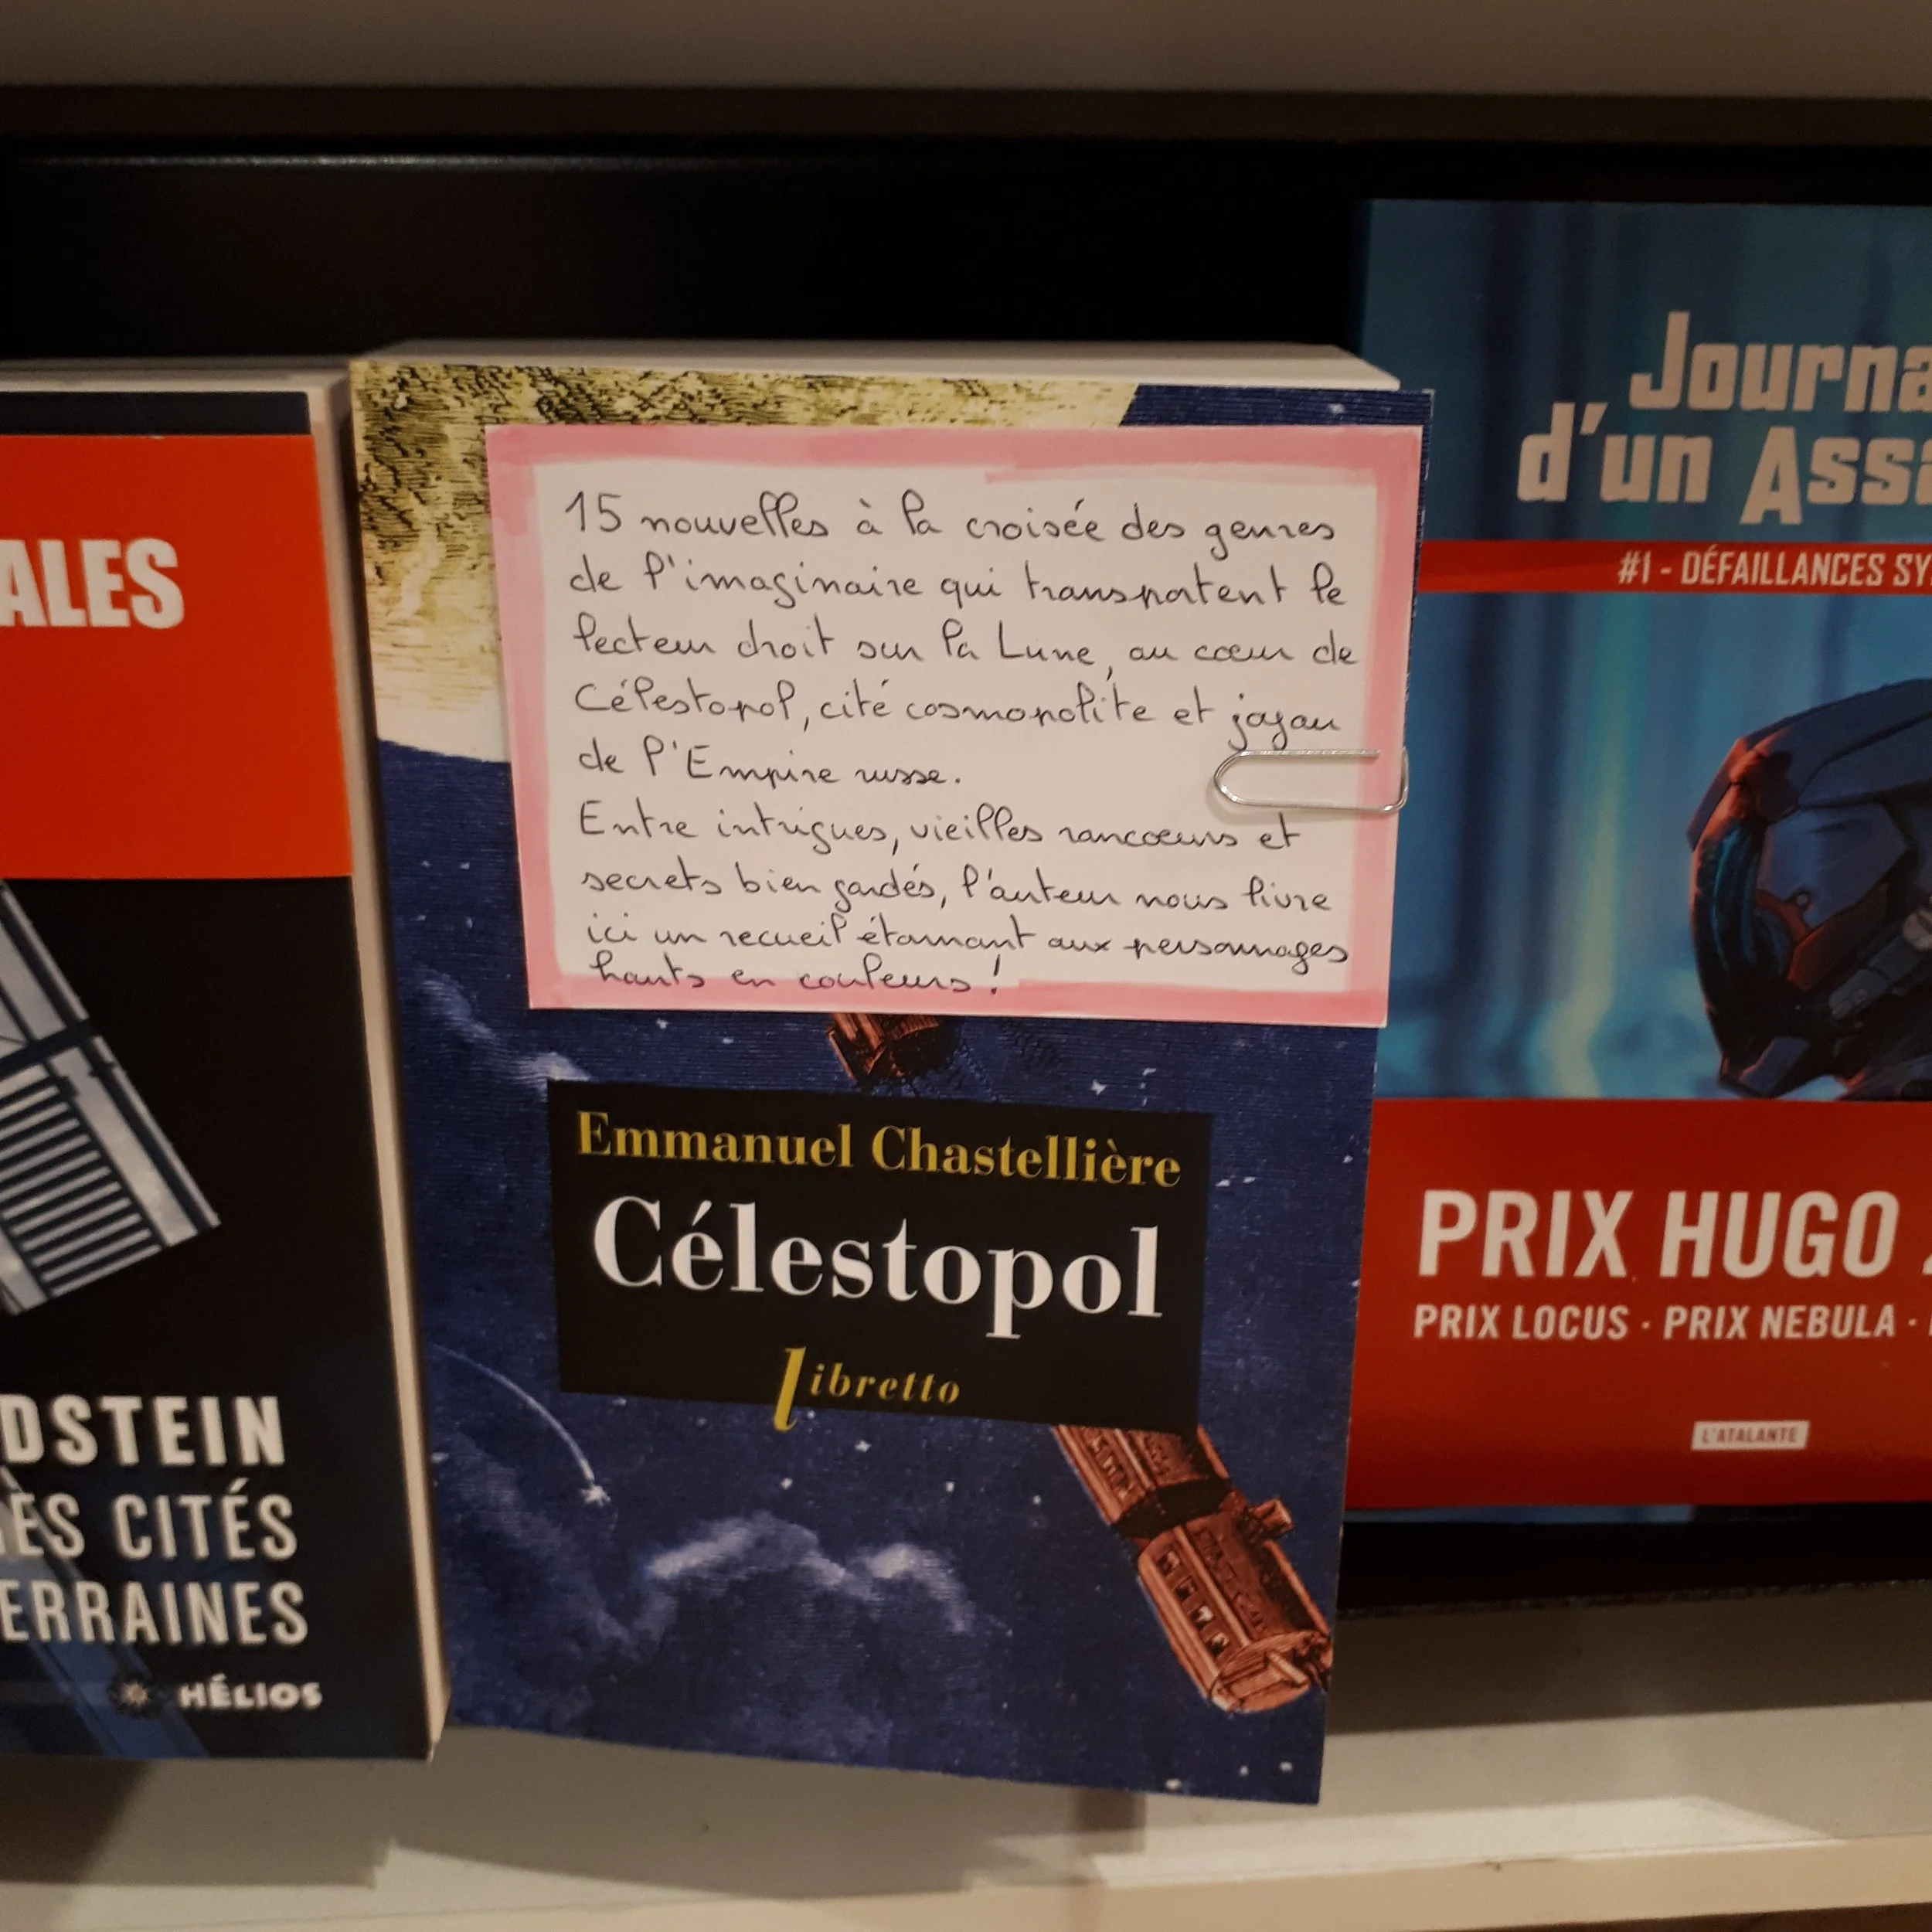 ALES
DSTEIN
ES CITÉS
ERRAINES
HÉLIOS
15 nouvelles à la croisée des genres
de l'imaginaire qui transportent le
lecteur droit sur la Lune, au cœur de
Célestopol, cité cosmopolite et joyau
de l'Empire russe.
Entre intrigues, vieilles rancœurs et
secrets bien gardés, l'auteur nous livre
ici un recueil étonnant aux personnages
hauts en couleurs !
Emmanuel Chastellière
Célestopol
libretto
Journa
d'un Assa
#1 - DÉFAILLANCES SY
PRIX HUGO
PRIX LOCUS · PRIX NEBULA ·
L'ATALANTE